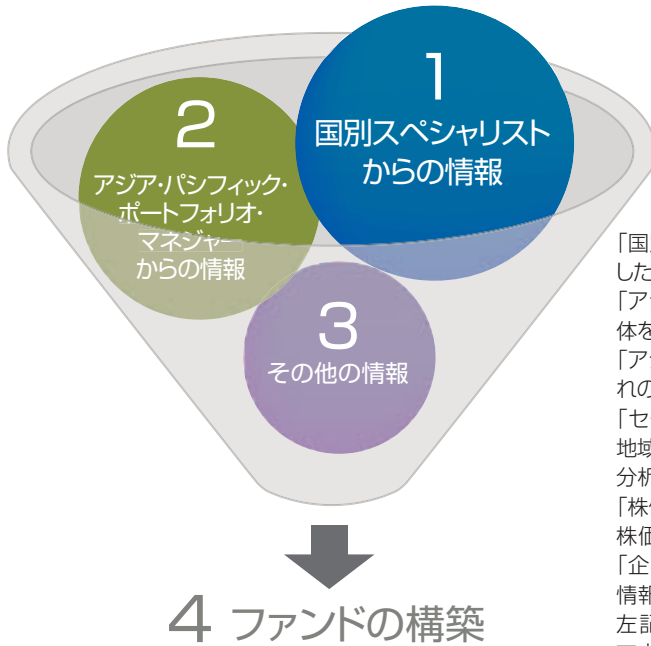 1
国別スペシャリスト
からの情報
2
アジア・パシフィック・
ポートフォリオ・
マネジャー
からの情報
3
その他の情報
4 ファンドの構築
「国
した
「ア
体を
「ア
れの
「セ
地域
分析
「株
株価
「企
情報
左記